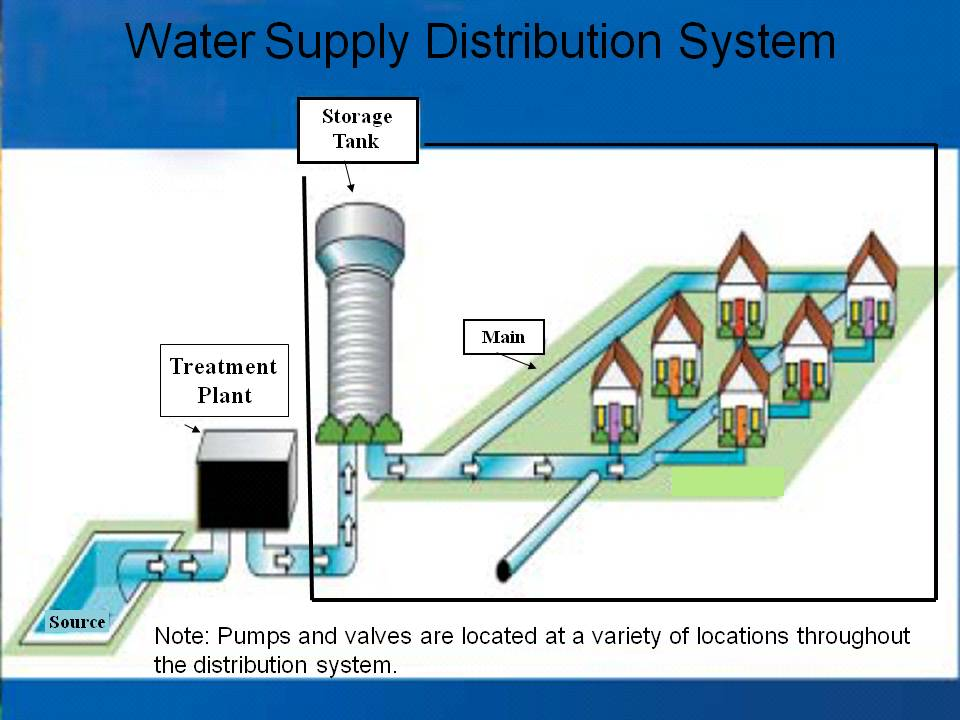 Water Supply Distribution System
Storage
Tank
Main
Treatment
Plant
Source
Note: Pumps and valves are located at a variety of locations throughout
the distribution system.